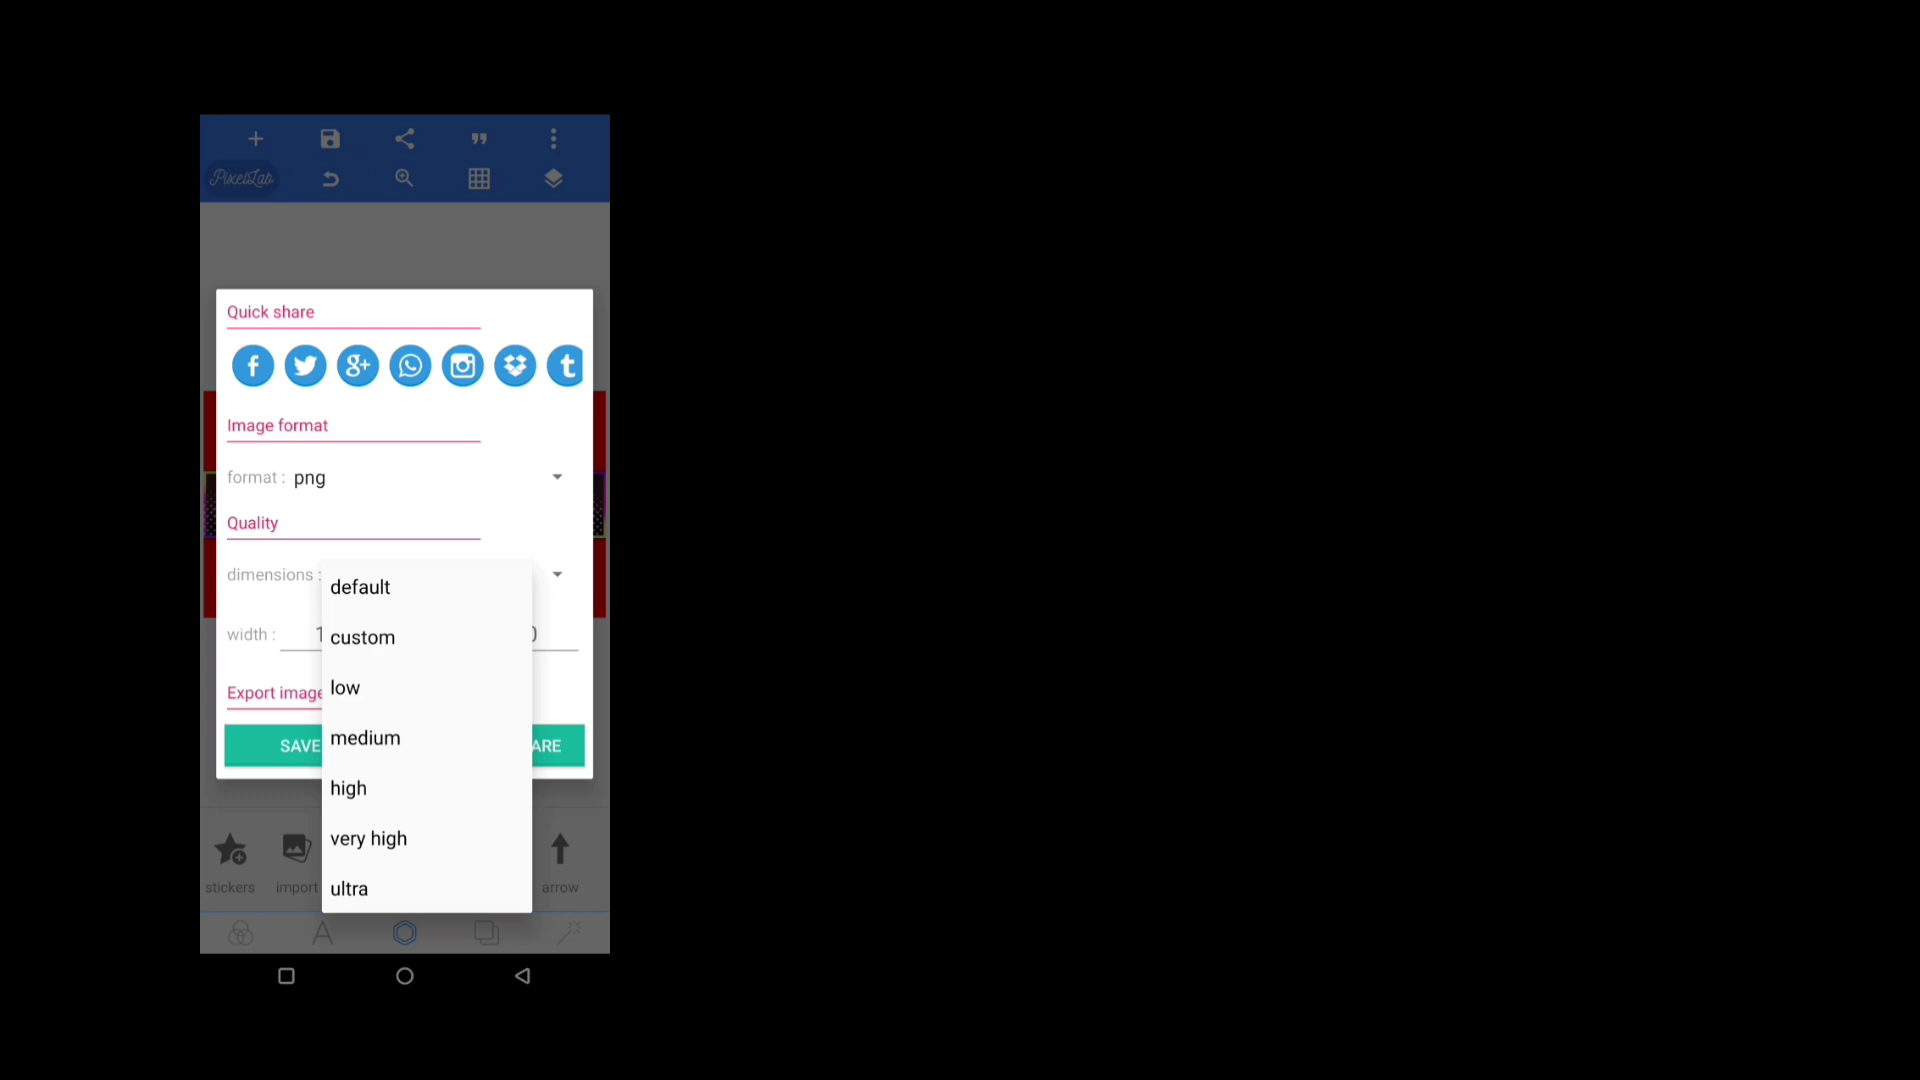 PixelLab
Quick share
Image format
format : png
Quality
dimensions :
default
width :
custom
low
Export image
medium
SAVE
ARE
high
very high
ultra
stickers
import
arrow